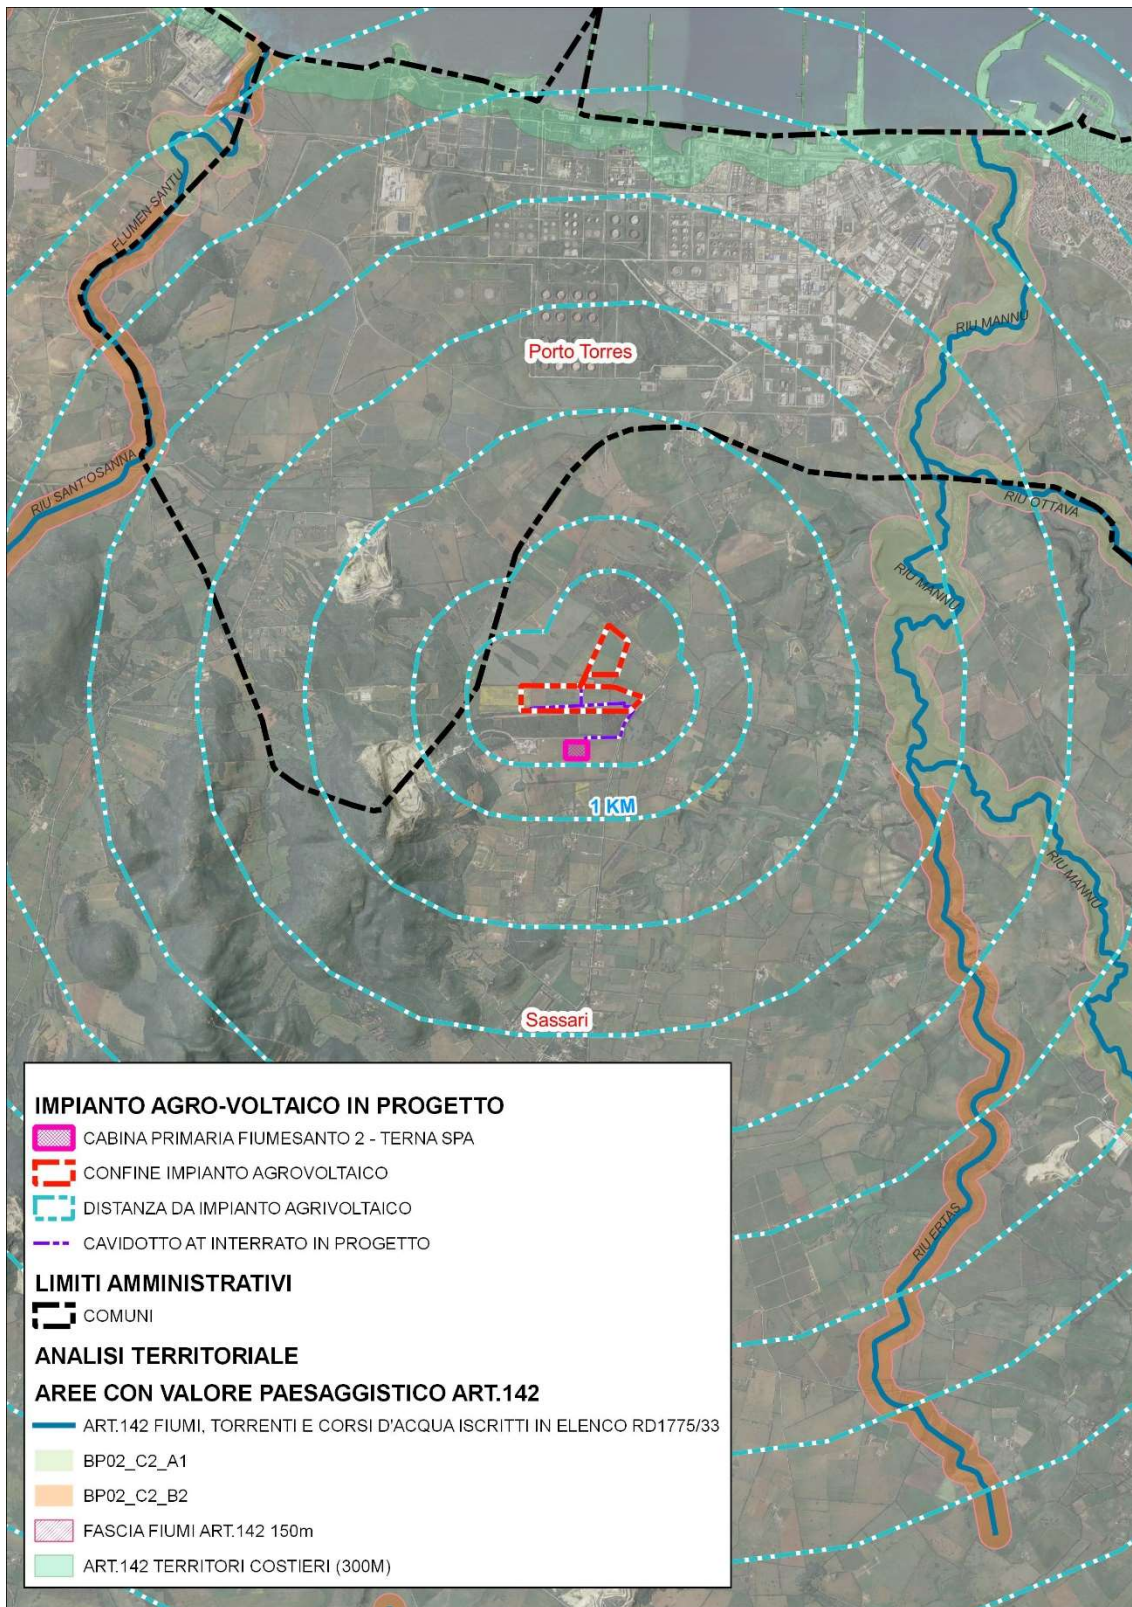 FLUMEN SANTU
RIU MANNU
Porto Torres
RIU SANT'OSANNA
RIU OTTAVA
RIU MANNU
1 KM
RIU MANNU
Sassari
RIU ERTAS
IMPIANTO AGRO-VOLTAICO IN PROGETTO
CABINA PRIMARIA FIUMESANTO 2 - TERNA SPA
CONFINE IMPIANTO AGROVOLTAICO
DISTANZA DA IMPIANTO AGRIVOLTAICO
CAVIDOTTO AT INTERRATO IN PROGETTO
LIMITI AMMINISTRATIVI
COMUNI
ANALISI TERRITORIALE
AREE CON VALORE PAESAGGISTICO ART.142
ART.142 FIUMI, TORRENTI E CORSI D'ACQUA ISCRITTI IN ELENCO RD1775/33
BP02_C2_A1
BP02_C2_B2
FASCIA FIUMI ART.142 150m
ART.142 TERRITORI COSTIERI (300M)